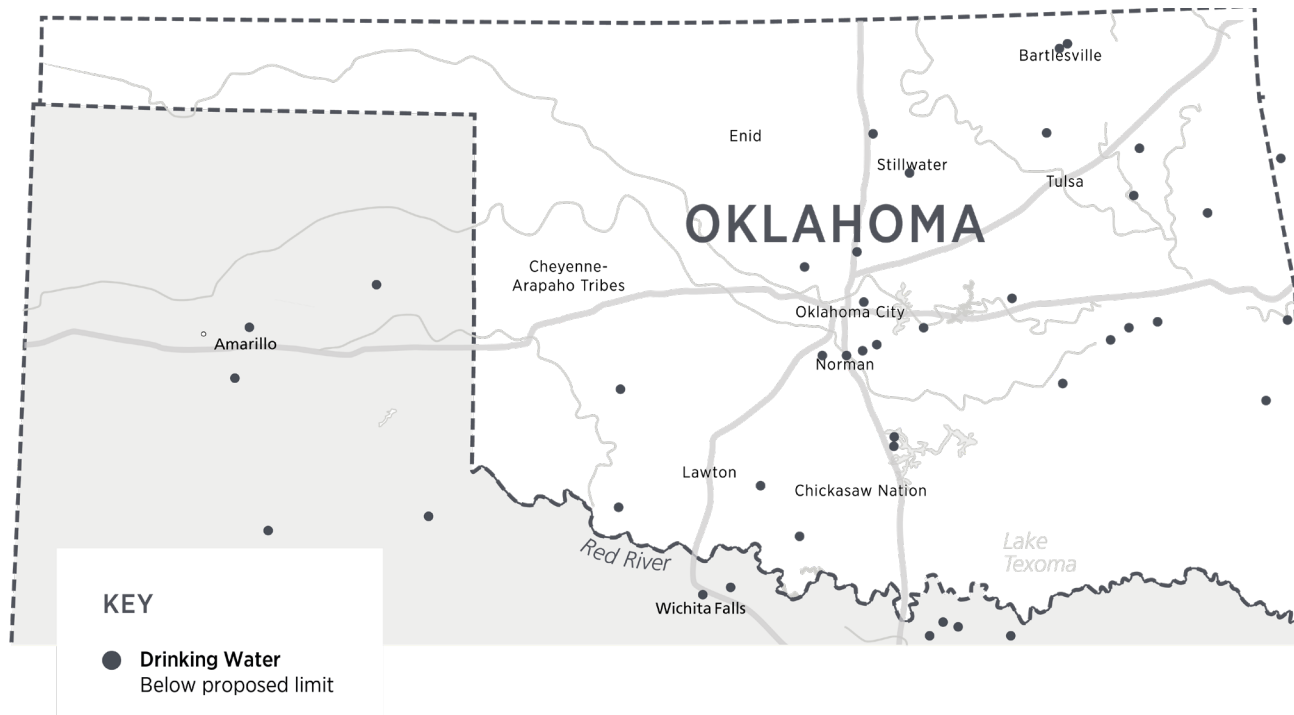 Bartlesville
Enid
Stillwater
Tulsa
OKLAHOMA
Cheyenne-
Arapaho Tribes
Oklahoma City
Amarillo
Norman
Lawton
Chickasaw Nation
Red River
Lake
Texoma
Wichita Falls
KEY
Drinking Water
Below proposed limit